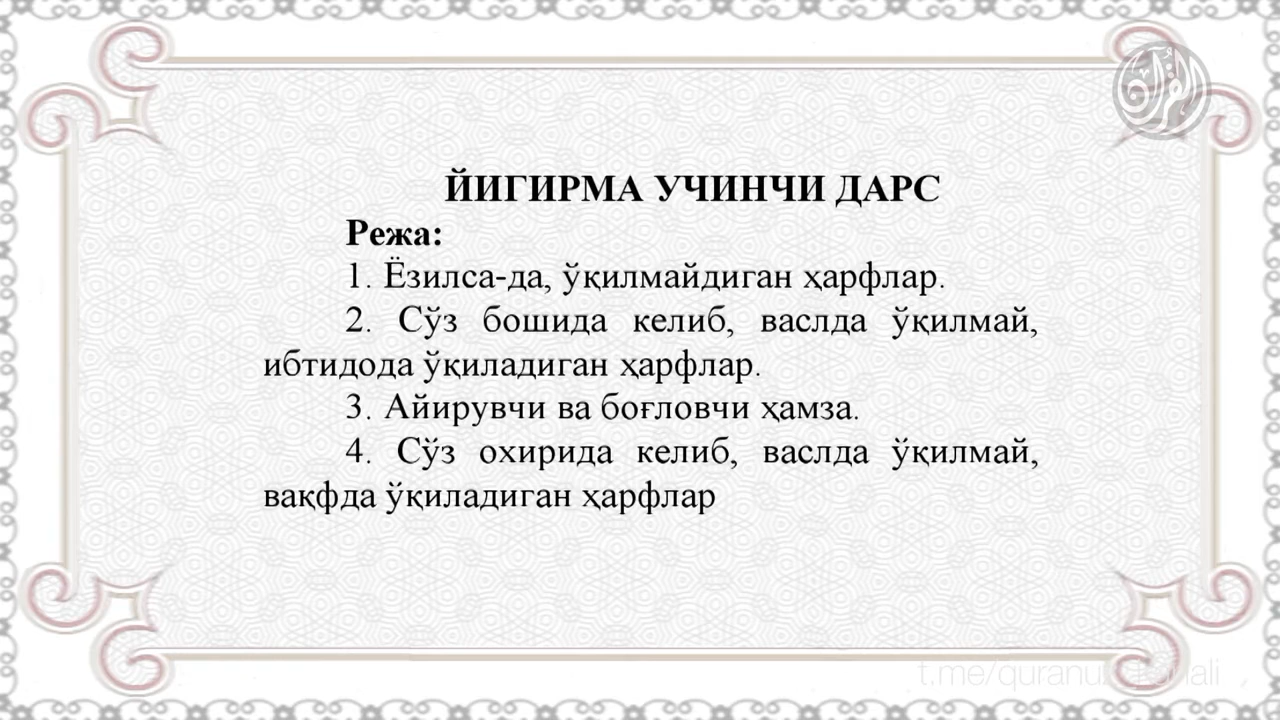 القرآن
ЙИГИРМА УЧИНЧИ ДАРС
Режа:
1. Ёзилса-да, ўқилмайдиган ҳарфлар.
2. Сўз бошида келиб, васлда ўқилмай,
ибтидода ўқиладиган ҳарфлар.
3. Айирувчи ва боғловчи ҳамза.
4. Сўз охирида келиб, васлда ўқилмай,
вақфда ўқиладиган ҳарфлар